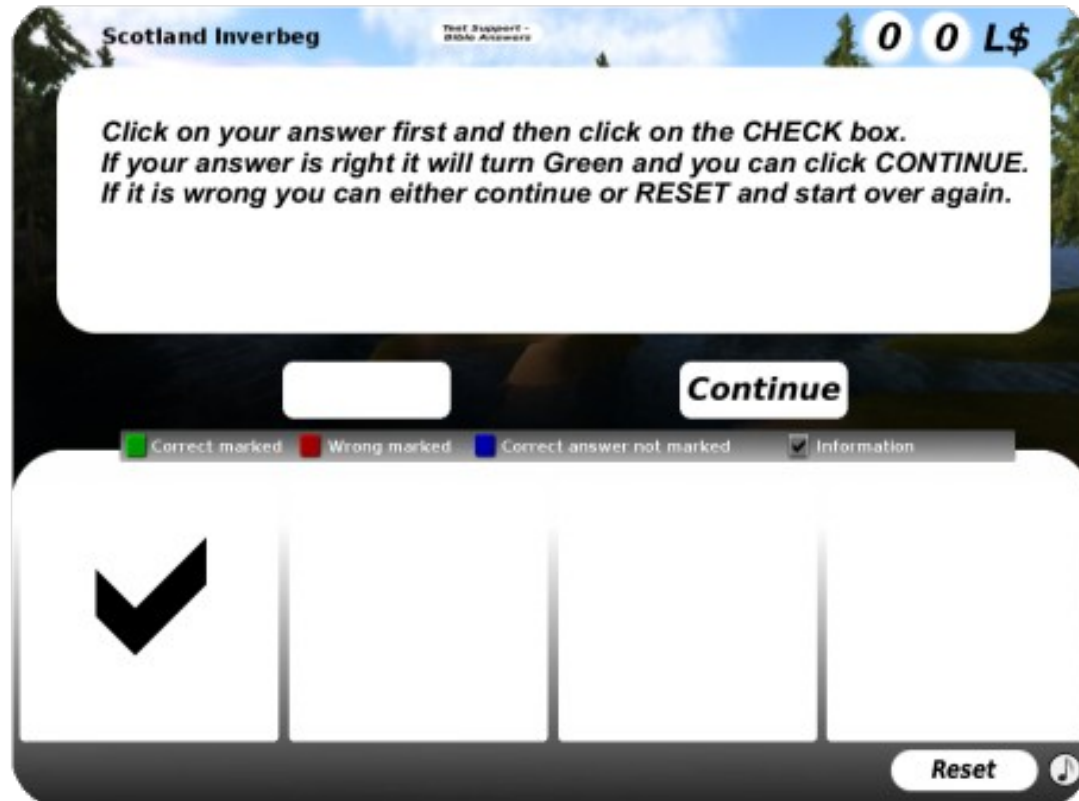 Scotland Inverbeg
Test Support -
Bible Answers
0 0 L$
Click on your answer first and then click on the CHECK box.
If your answer is right it will turn Green and you can click CONTINUE.
If it is wrong you can either continue or RESET and start over again.
Continue
Correct marked Wrong marked Correct answer not marked Information
Reset